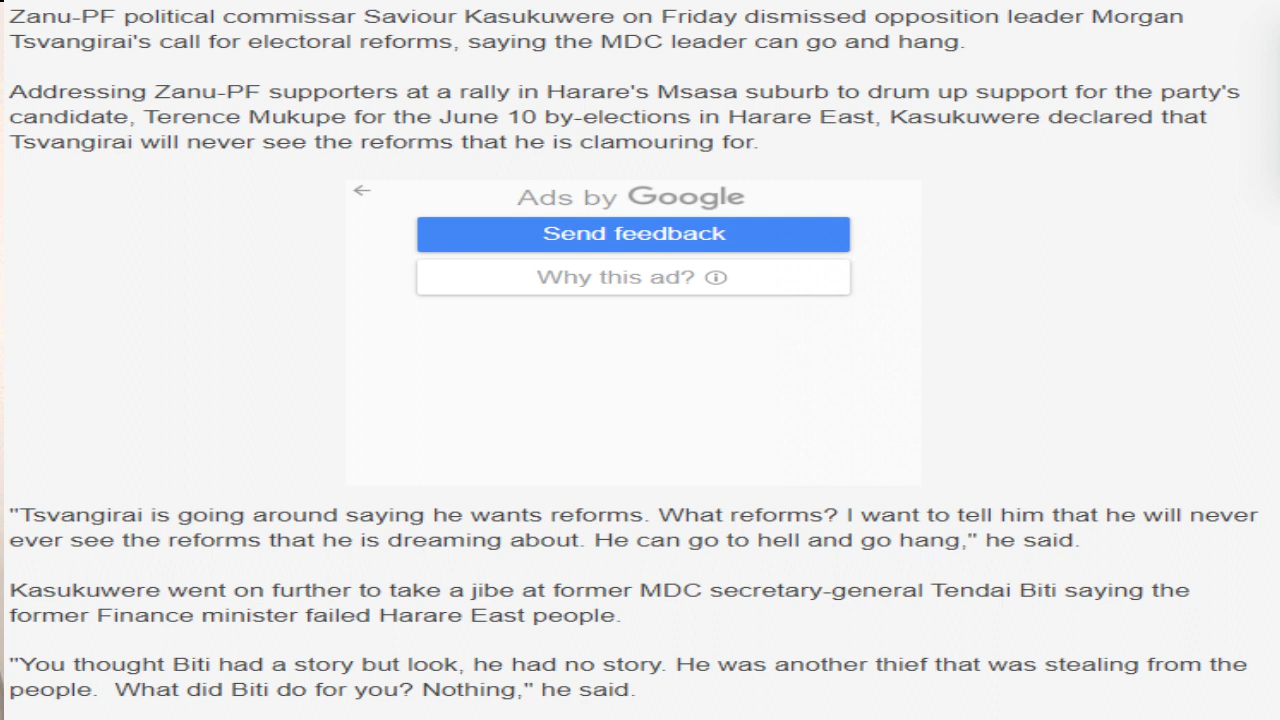 Zanu-PF political commissar Saviour Kasukuwere on Friday dismissed opposition leader Morgan
Tsvangirai's call for electoral reforms, saying the MDC leader can go and hang.
Addressing Zanu-PF supporters at a rally in Harare's Msasa suburb to drum up support for the party's
candidate, Terence Mukupe for the June 10 by-elections in Harare East, Kasukuwere declared that
Tsvangirai will never see the reforms that he is clamouring for.
Ads by Google
Send feedback
Why this ad?
"Tsvangirai is going around saying he wants reforms. What reforms? I want to tell him that he will never
ever see the reforms that he is dreaming about. He can go to hell and go hang," he said.
Kasukuwere went on further to take a jibe at former MDC secretary-general Tendai Biti saying the
former Finance minister failed Harare East people.
"You thought Biti had a story but look, he had no story. He was another thief that was stealing from the
people.  What did Biti do for you? Nothing," he said.